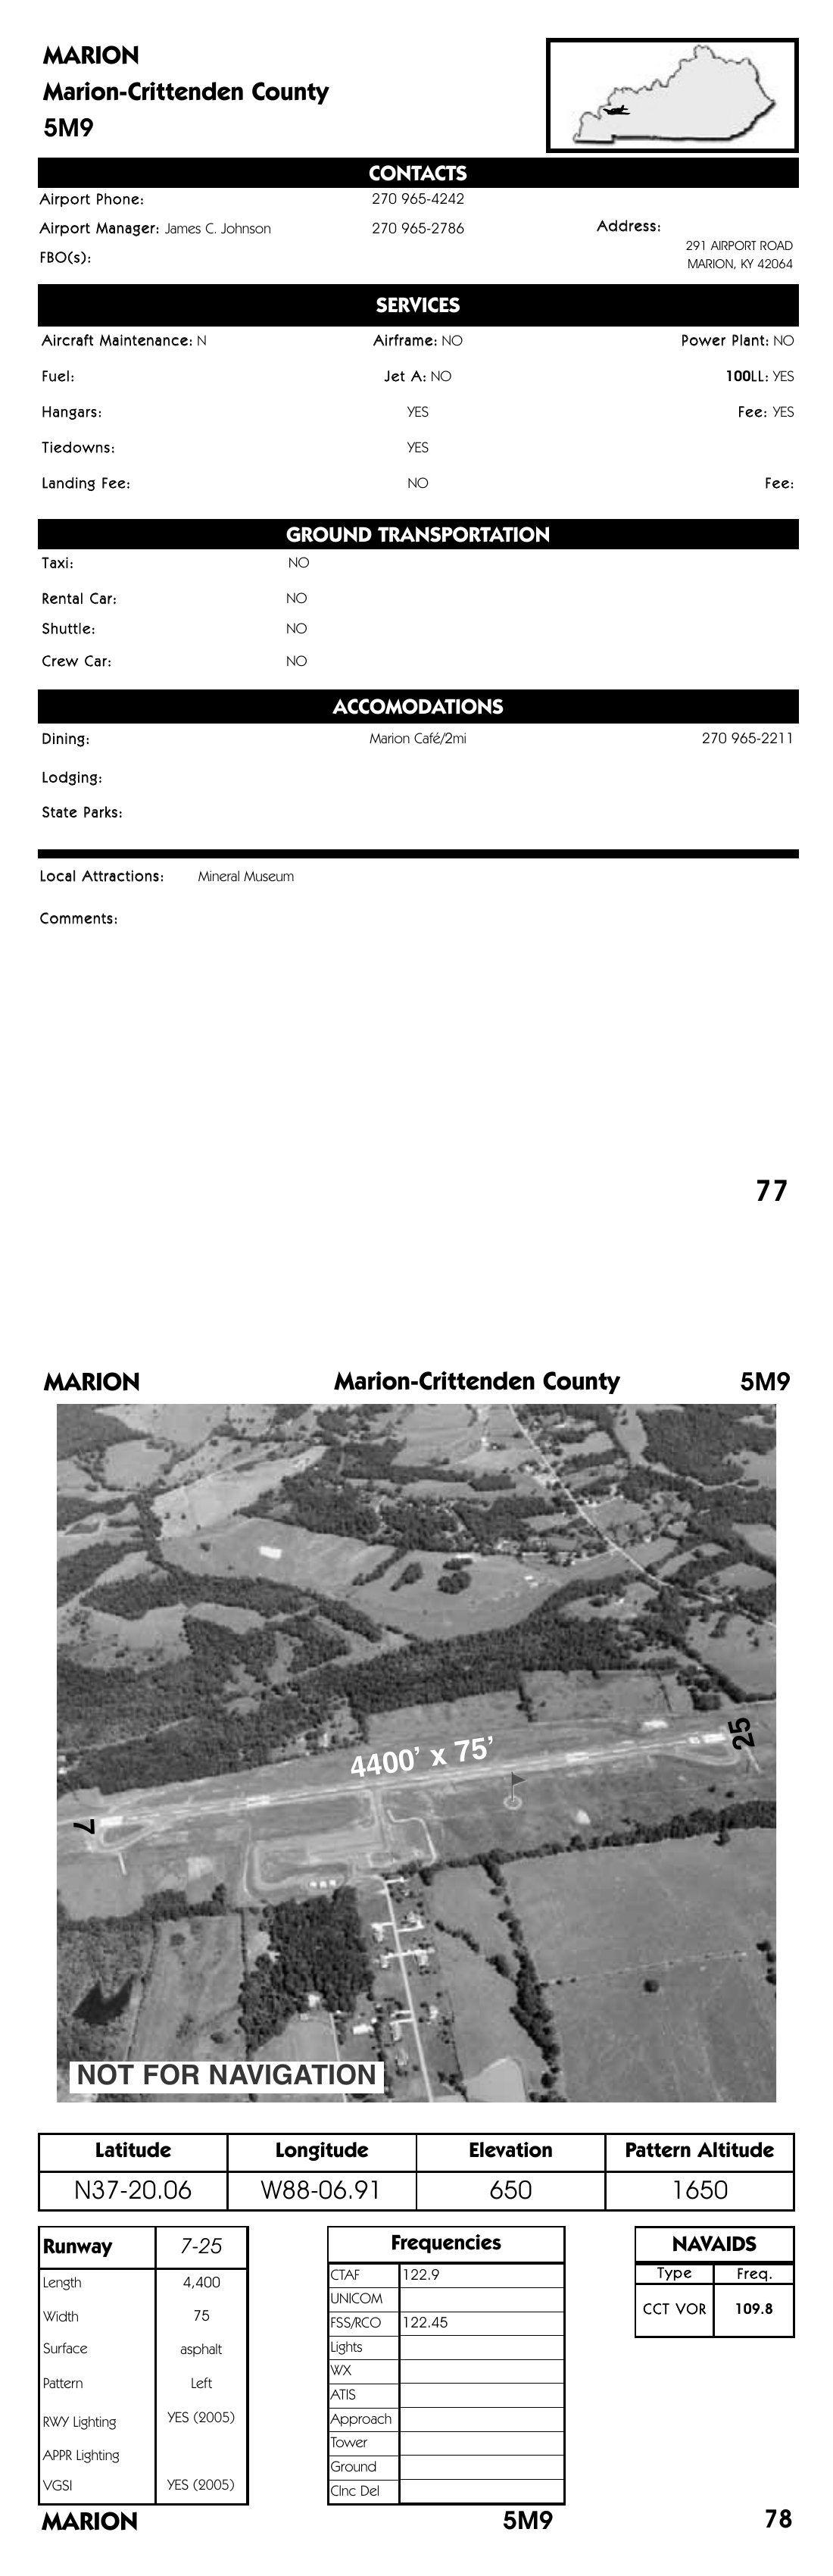 MARION
Marion-Crittenden County
5M9
CONTACTS
Airport Phone: 270 965-4242
Airport Manager: James C. Johnson 270 965-2786 Address:
291 AIRPORT ROAD
FBO(s):
MARION, KY 42064
SERVICES
Aircraft Maintenance: N Airframe: NO Power Plant: NO
Fuel: Jet A: NO 100LL: YES
Hangars: YES Fee: YES
Tiedowns: YES
Landing Fee: NO Fee:
GROUND TRANSPORTATION
Taxi: NO
Rental Car: NO
Shuttle: NO
Crew Car: NO
ACCOMODATIONS
Dining: Marion Café/2mi 270 965-2211
Lodging:
State Parks:
Local Attractions: Mineral Museum
Comments:
77
MARION Marion-Crittenden County 5M9
4400' x 75'
25
7
NOT FOR NAVIGATION
Latitude Longitude Elevation Pattern Altitude
N37-20.06 W88-06.91 650 1650
Runway 7-25
Length 4,400
Width 75
Surface asphalt
Pattern Left
RWY Lighting YES (2005)
APPR Lighting
VGSI YES (2005)
Frequencies
CTAF 122.9
UNICOM
FSS/RCO 122.45
Lights
WX
ATIS
Approach
Tower
Ground
Clnc Del
NAVAIDS
Type Freq.
CCT VOR 109.8
MARION 5M9 78